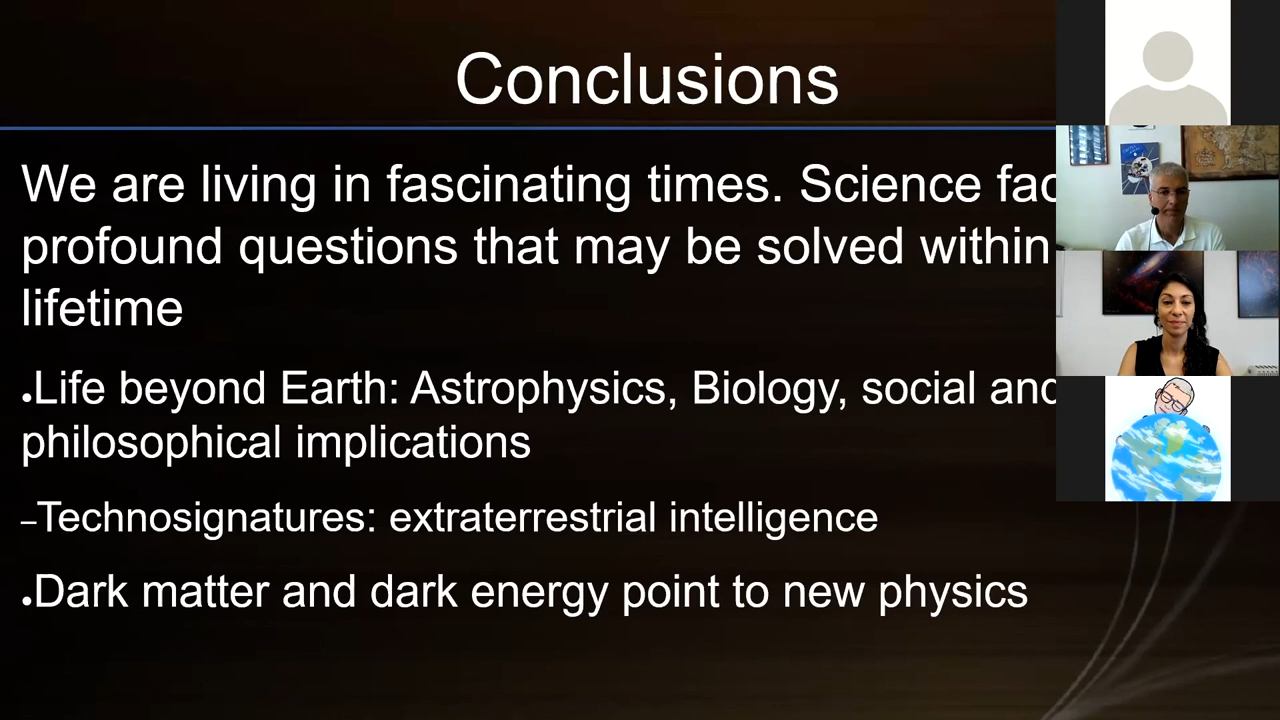 Conclusions
We are living in fascinating times. Science
profound questions that may be solved within
lifetime
•Life beyond Earth: Astrophysics, Biology, social and
philosophical implications
–Technosignatures: extraterrestrial intelligence
•Dark matter and dark energy point to new physics